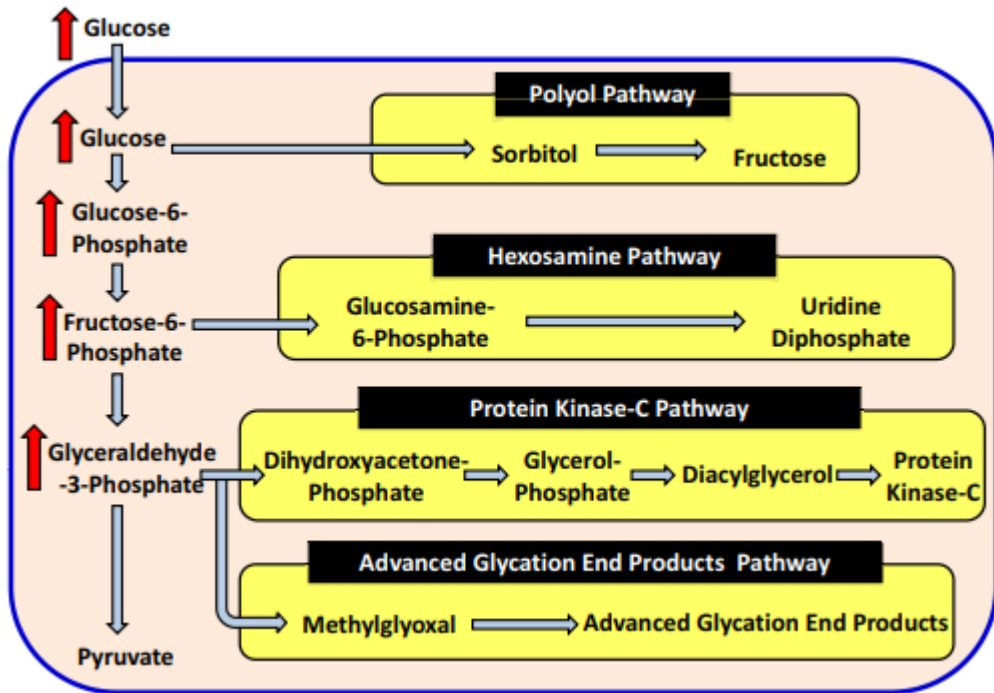 Glucose
Polyol Pathway
Glucose
Sorbitol
Fructose
Glucose-6-
Phosphate
Hexosamine Pathway
Fructose-6-
Phosphate
Glucosamine-
6-Phosphate
Uridine
Diphosphate
Protein Kinase-C Pathway
Glyceraldehyde
-3-Phosphate
Dihydroxyacetone-
Phosphate
Glycerol-
Phosphate
Diacylglycerol
Protein
Kinase-C
Advanced Glycation End Products Pathway
Methylglyoxal
Advanced Glycation End Products
Pyruvate